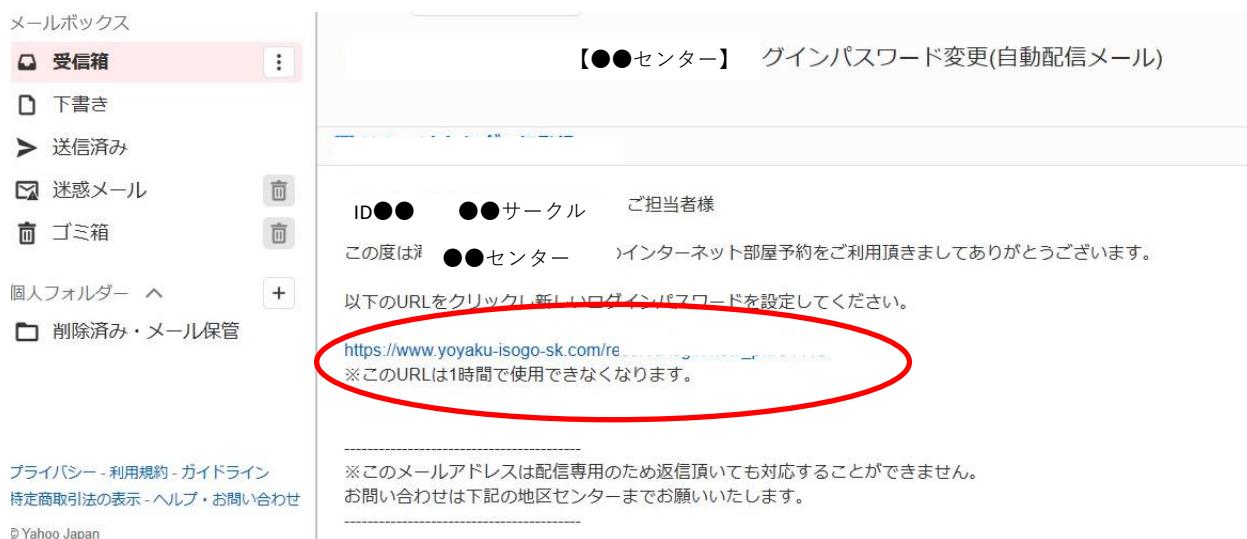 メールボックス
受信箱
下書き
送信済み
迷惑メール
ゴミ箱
個人フォルダー
削除済み・メール保管
プライバシー - 利用規約 - ガイドライン
特定商取引法の表示 - ヘルプ・お問い合わせ
© Yahoo Japan
【●●センター】 グインパスワード変更(自動配信メール)
ID●● ●●サークル ご担当者様
この度は ●●センター のインターネット部屋予約をご利用頂きましてありがとうございます。
以下のURLをクリックし新しいログインパスワードを設定してください。
https://www.yoyaku-isogo-sk.com/re
※このURLは1時間で使用できなくなります。
----------------------------------------
※このメールアドレスは配信専用のため返信頂いても対応することができません。
お問い合わせは下記の地区センターまでお願いいたします。
----------------------------------------